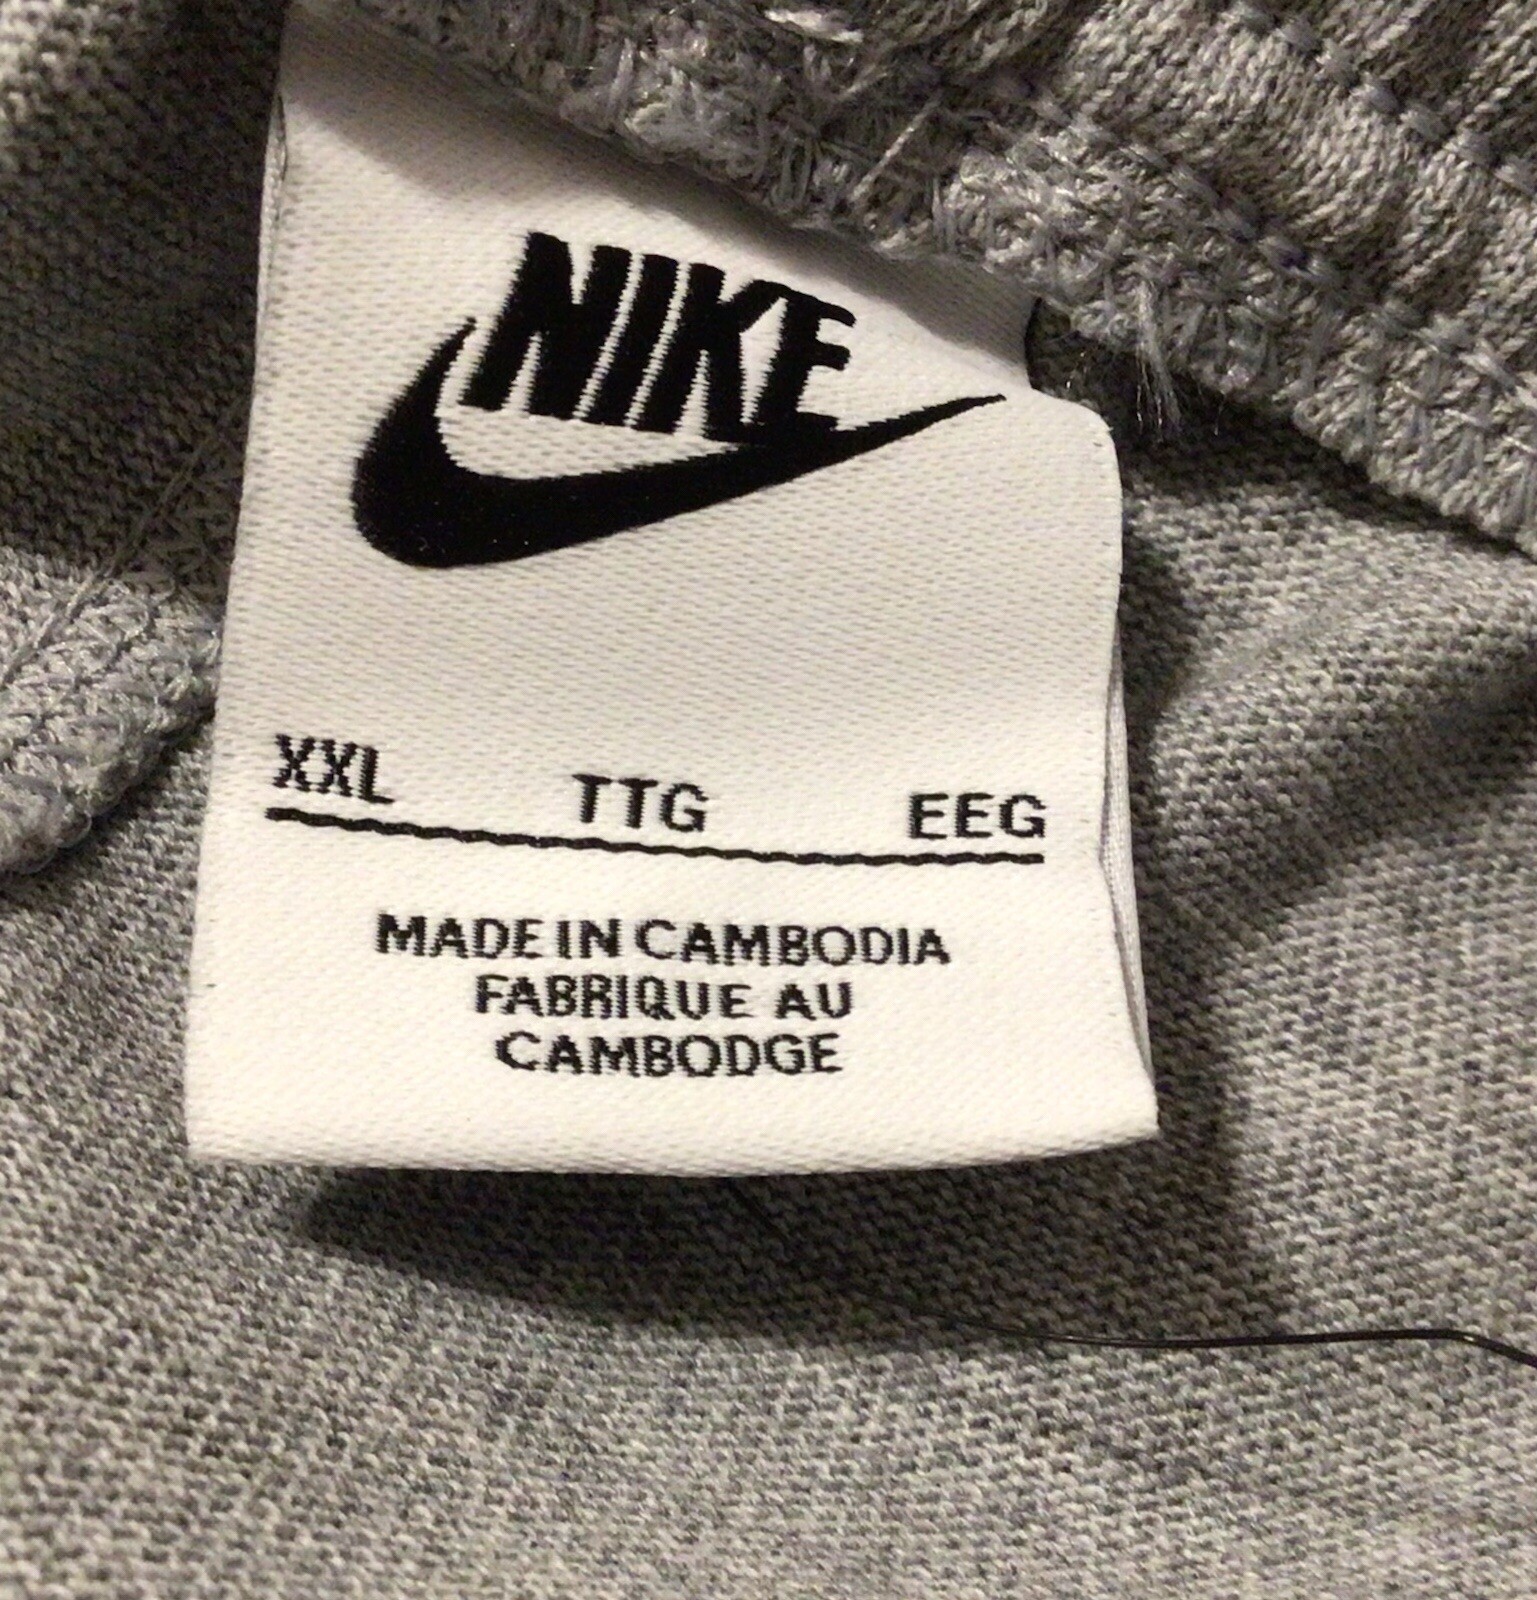 NIKE
XXL TTG EEG
MADE IN CAMBODIA
FABRIQUE AU
CAMBODGE